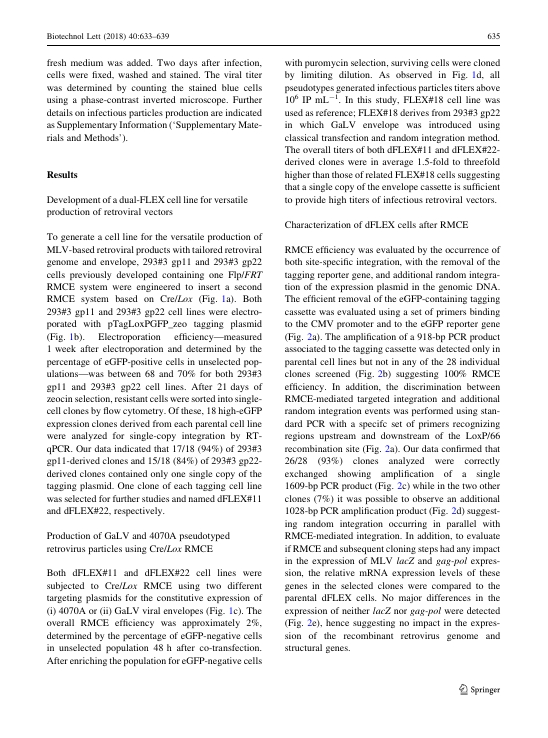 Biotechnol Lett (2018) 40:633–639 635
fresh medium was added. Two days after infection,
cells were fixed, washed and stained. The viral titer
was determined by counting the stained blue cells
using a phase-contrast inverted microscope. Further
details on infectious particles production are indicated
as Supplementary Information (‘Supplementary Mate-
rials and Methods’).
Results
Development of a dual-FLEX cell line for versatile
production of retroviral vectors
To generate a cell line for the versatile production of
MLV-based retroviral products with tailored retroviral
genome and envelope, 293#3 gp11 and 293#3 gp22
cells previously developed containing one Flp/FRT
RMCE system were engineered to insert a second
RMCE system based on Cre/Lox (Fig. 1a). Both
293#3 gp11 and 293#3 gp22 cell lines were electro-
porated with pTagLoxPGFP_zeo tagging plasmid
(Fig. 1b). Electroporation efficiency—measured
1 week after electroporation and determined by the
percentage of eGFP-positive cells in unselected pop-
ulations—was between 68 and 70% for both 293#3
gp11 and 293#3 gp22 cell lines. After 21 days of
zeocin selection, resistant cells were sorted into single-
cell clones by flow cytometry. Of these, 18 high-eGFP
expression clones derived from each parental cell line
were analyzed for single-copy integration by RT-
qPCR. Our data indicated that 17/18 (94%) of 293#3
gp11-derived clones and 15/18 (84%) of 293#3 gp22-
derived clones contained only one single copy of the
tagging plasmid. One clone of each tagging cell line
was selected for further studies and named dFLEX#11
and dFLEX#22, respectively.
Production of GaLV and 4070A pseudotyped
retrovirus particles using Cre/Lox RMCE
Both dFLEX#11 and dFLEX#22 cell lines were
subjected to Cre/Lox RMCE using two different
targeting plasmids for the constitutive expression of
(i) 4070A or (ii) GaLV viral envelopes (Fig. 1c). The
overall RMCE efficiency was approximately 2%,
determined by the percentage of eGFP-negative cells
in unselected population 48 h after co-transfection.
After enriching the population for eGFP-negative cells
with puromycin selection, surviving cells were cloned
by limiting dilution. As observed in Fig. 1d, all
pseudotypes generated infectious particles titers above
10⁶ IP mL⁻¹. In this study, FLEX#18 cell line was
used as reference; FLEX#18 derives from 293#3 gp22
in which GaLV envelope was introduced using
classical transfection and random integration method.
The overall titers of both dFLEX#11 and dFLEX#22-
derived clones were in average 1.5-fold to threefold
higher than those of related FLEX#18 cells suggesting
that a single copy of the envelope cassette is sufficient
to provide high titers of infectious retroviral vectors.
Characterization of dFLEX cells after RMCE
RMCE efficiency was evaluated by the occurrence of
both site-specific integration, with the removal of the
tagging reporter gene, and additional random integra-
tion of the expression plasmid in the genomic DNA.
The efficient removal of the eGFP-containing tagging
cassette was evaluated using a set of primers binding
to the CMV promoter and to the eGFP reporter gene
(Fig. 2a). The amplification of a 918-bp PCR product
associated to the tagging cassette was detected only in
parental cell lines but not in any of the 28 individual
clones screened (Fig. 2b) suggesting 100% RMCE
efficiency. In addition, the discrimination between
RMCE-mediated targeted integration and additional
random integration events was performed using stan-
dard PCR with a specifc set of primers recognizing
regions upstream and downstream of the LoxP/66
recombination site (Fig. 2a). Our data confirmed that
26/28 (93%) clones analyzed were correctly
exchanged showing amplification of a single
1609-bp PCR product (Fig. 2c) while in the two other
clones (7%) it was possible to observe an additional
1028-bp PCR amplification product (Fig. 2d) suggest-
ing random integration occurring in parallel with
RMCE-mediated integration. In addition, to evaluate
if RMCE and subsequent cloning steps had any impact
in the expression of MLV lacZ and gag-pol expres-
sion, the relative mRNA expression levels of these
genes in the selected clones were compared to the
parental dFLEX cells. No major differences in the
expression of neither lacZ nor gag-pol were detected
(Fig. 2e), hence suggesting no impact in the expres-
sion of the recombinant retrovirus genome and
structural genes.
Springer